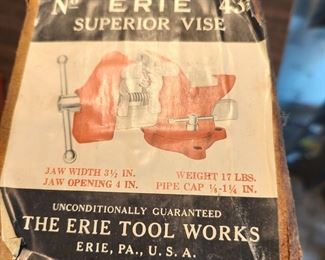 No ERIE 43
SUPERIOR VISE
JAW WIDTH 3½ IN. WEIGHT 17 LBS.
JAW OPENING 4 IN. PIPE CAP ⅛-1¼ IN.
UNCONDITIONALLY GUARANTEED
THE ERIE TOOL WORKS
ERIE, PA., U.S.A.